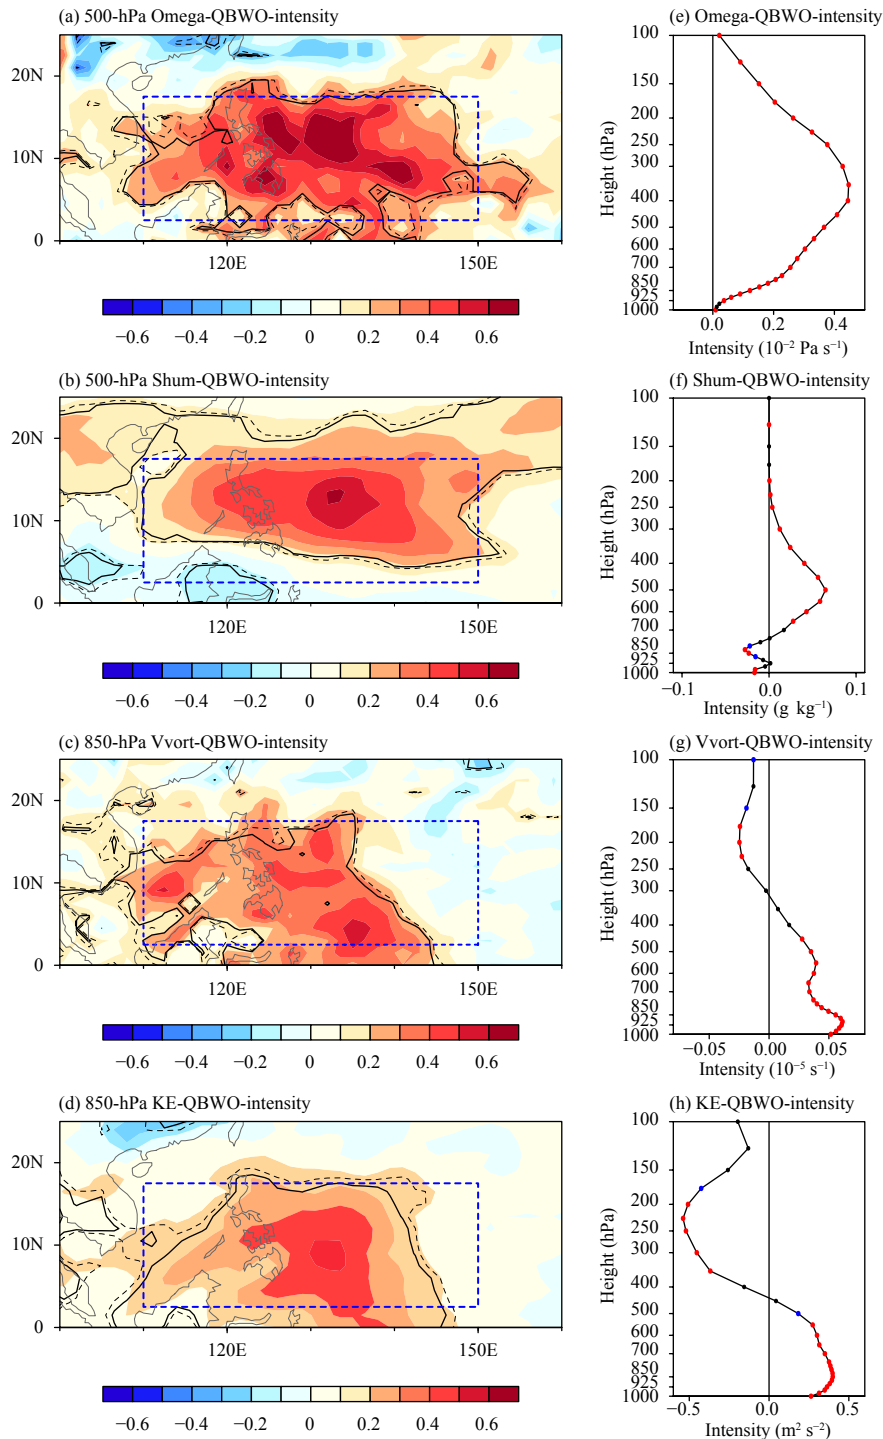 (a) 500-hPa Omega-QBWO-intensity
20N
10N
0
120E 150E
−0.6 −0.4 −0.2 0 0.2 0.4 0.6
(e) Omega-QBWO-intensity
100
150
200
250
300
400
500
600
700
850
925
1000
Height (hPa)
0.0 0.2 0.4
Intensity (10⁻² Pa s⁻¹)
(b) 500-hPa Shum-QBWO-intensity
20N
10N
0
120E 150E
−0.6 −0.4 −0.2 0 0.2 0.4 0.6
(f) Shum-QBWO-intensity
100
150
200
250
300
400
500
600
700
850
925
1000
Height (hPa)
−0.1 0.0 0.1
Intensity (g kg⁻¹)
(c) 850-hPa Vvort-QBWO-intensity
20N
10N
0
120E 150E
−0.6 −0.4 −0.2 0 0.2 0.4 0.6
(g) Vvort-QBWO-intensity
100
150
200
250
300
400
500
600
700
850
925
1000
Height (hPa)
−0.05 0.00 0.05
Intensity (10⁻⁵ s⁻¹)
(d) 850-hPa KE-QBWO-intensity
20N
10N
0
120E 150E
−0.6 −0.4 −0.2 0 0.2 0.4 0.6
(h) KE-QBWO-intensity
100
150
200
250
300
400
500
600
700
850
925
1000
Height (hPa)
−0.5 0 0.5
Intensity (m² s⁻²)